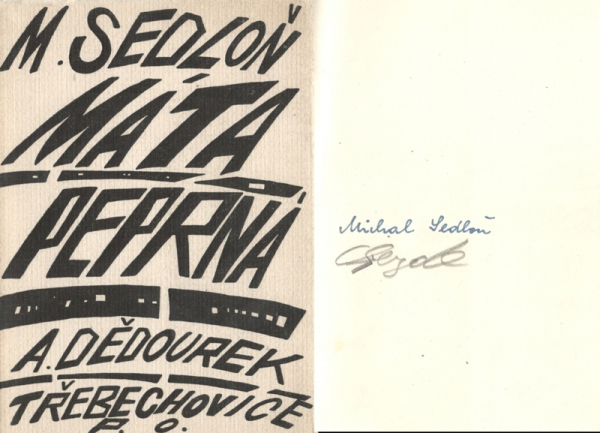 M. SEDLOŇ
MÁTA
PEPRNÁ
A. DĚDOUREK
TŘEBECHOVICE
P. O.
Michal Sedloň